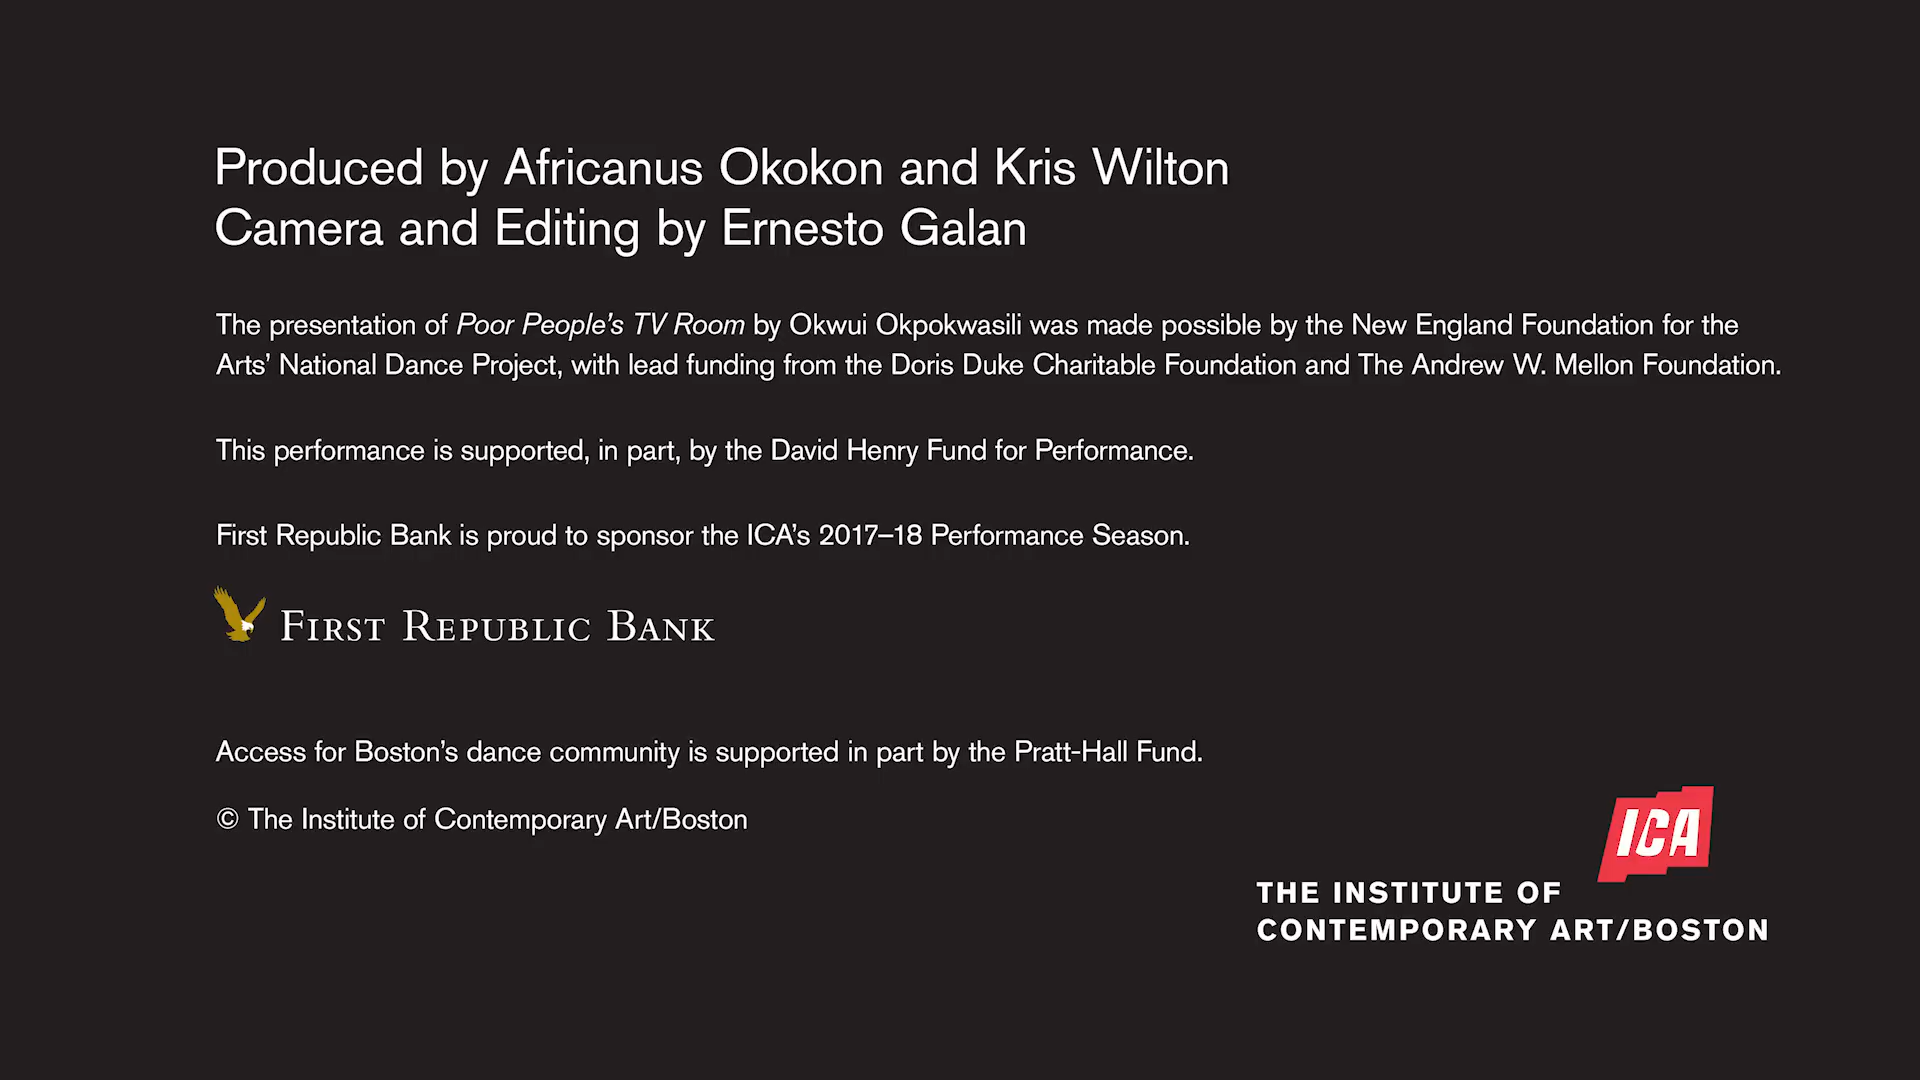 Produced by Africanus Okokon and Kris Wilton
Camera and Editing by Ernesto Galan
The presentation of Poor People’s TV Room by Okwui Okpokwasili was made possible by the New England Foundation for the
Arts’ National Dance Project, with lead funding from the Doris Duke Charitable Foundation and The Andrew W. Mellon Foundation.
This performance is supported, in part, by the David Henry Fund for Performance.
First Republic Bank is proud to sponsor the ICA’s 2017–18 Performance Season.
FIRST REPUBLIC BANK
Access for Boston’s dance community is supported in part by the Pratt-Hall Fund.
© The Institute of Contemporary Art/Boston
ICA
THE INSTITUTE OF
CONTEMPORARY ART/BOSTON